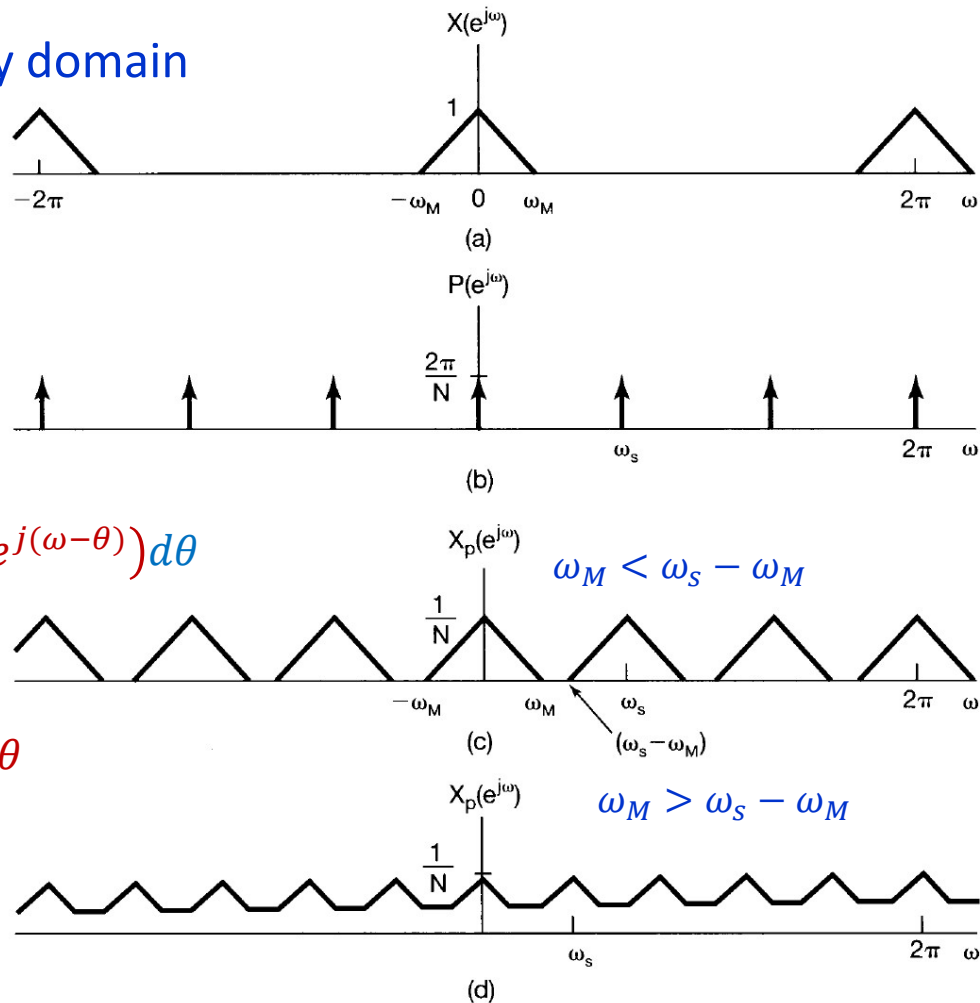 y domain
X(e^{jω})
1
−2π −ω_M 0 ω_M 2π ω
(a)
P(e^{jω})
2π/N
ω_s 2π ω
(b)
e^{j(ω−θ)})dθ
X_p(e^{jω})
ω_M < ω_s − ω_M
1/N
−ω_M ω_M ω_s 2π ω
(ω_s − ω_M)
(c)
θ
X_p(e^{jω})
ω_M > ω_s − ω_M
1/N
ω_s 2π ω
(d)